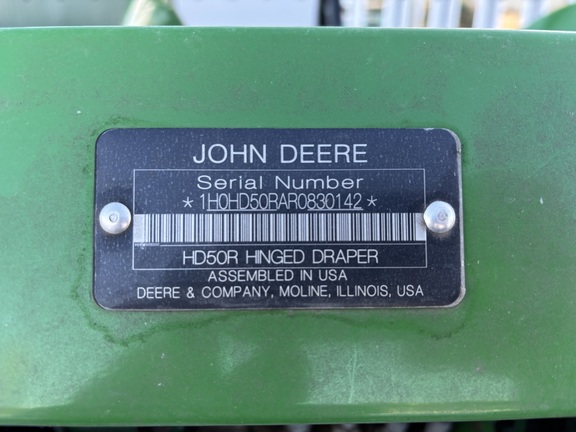 JOHN DEERE
Serial Number
*1H0HD50RAR0830142*
HD50R HINGED DRAPER
ASSEMBLED IN USA
DEERE & COMPANY, MOLINE, ILLINOIS, USA